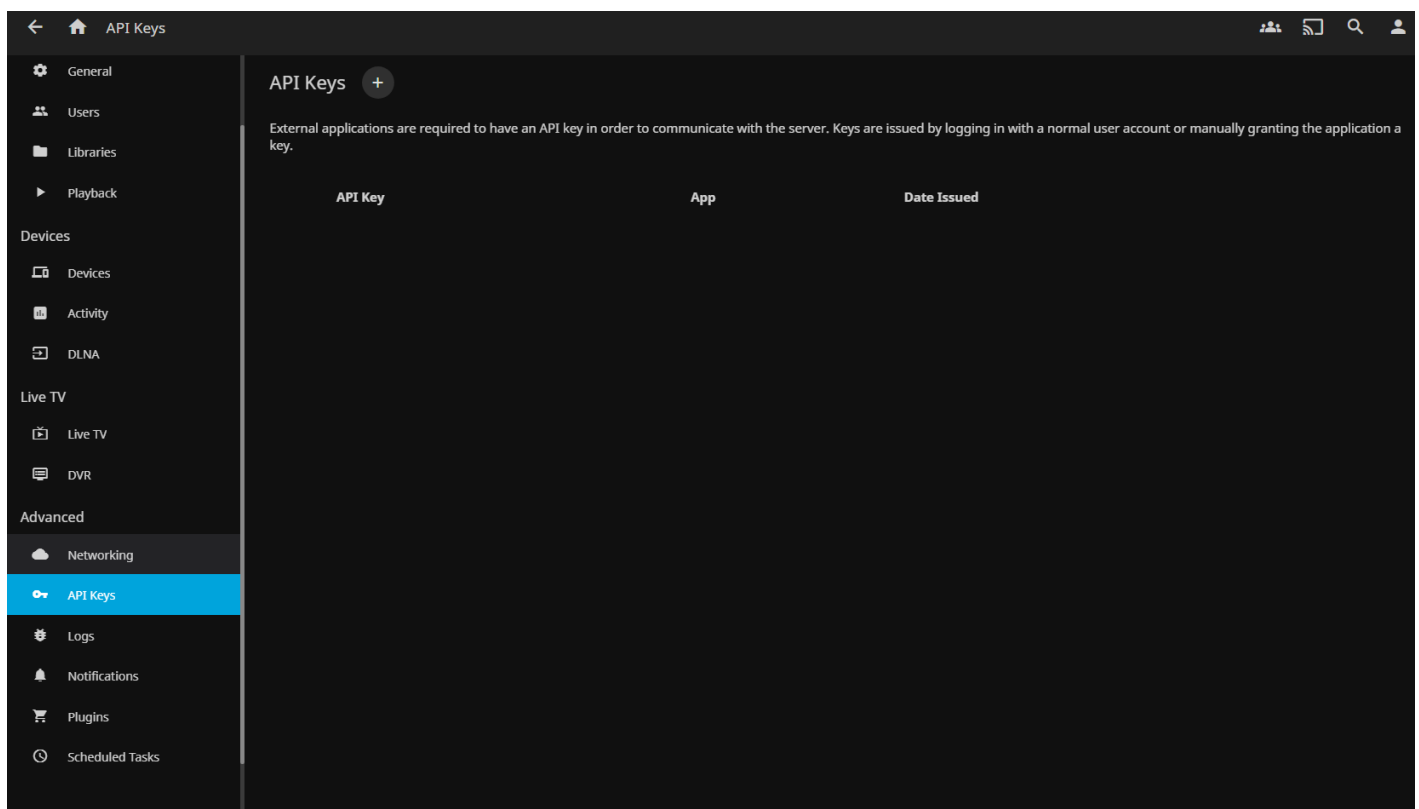 API Keys
General
Users
Libraries
Playback
Devices
Devices
Activity
DLNA
Live TV
Live TV
DVR
Advanced
Networking
API Keys
Logs
Notifications
Plugins
Scheduled Tasks
API Keys +
External applications are required to have an API key in order to communicate with the server. Keys are issued by logging in with a normal user account or manually granting the application a
key.
API Key App Date Issued